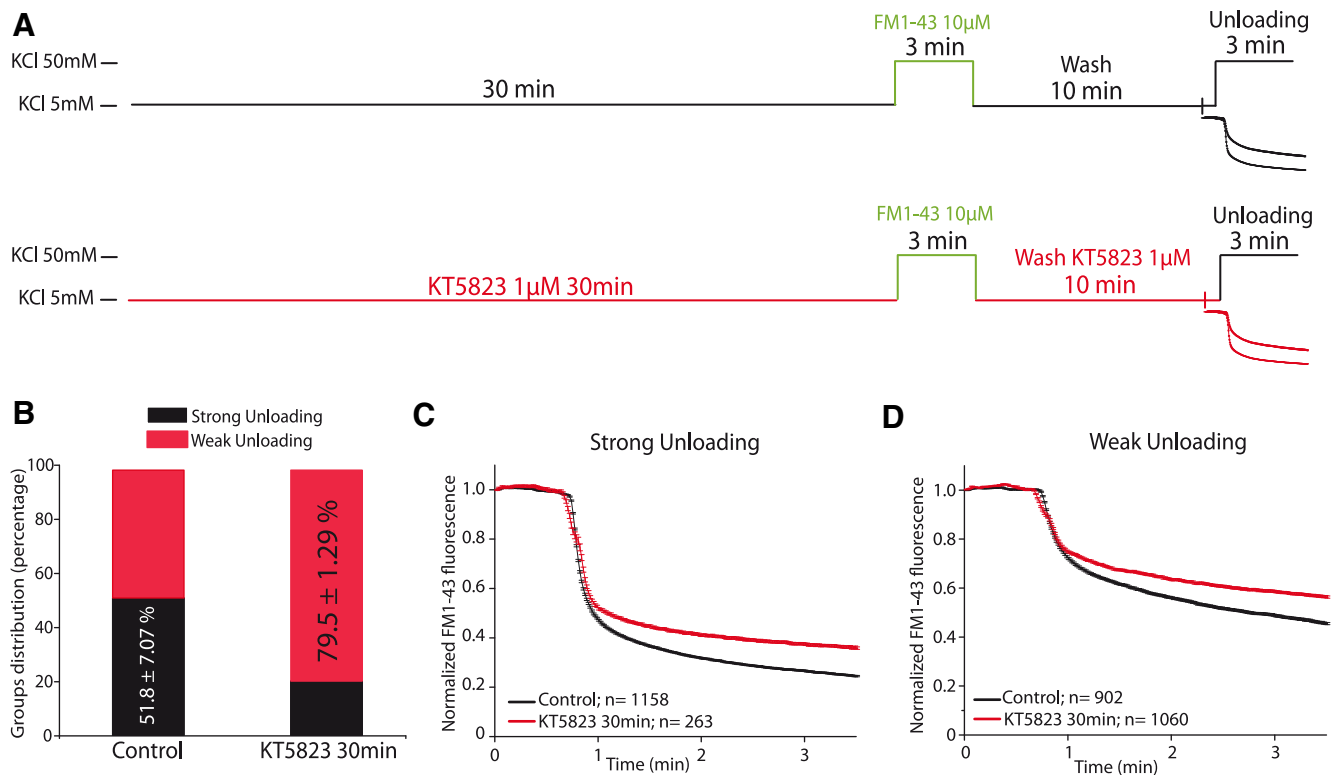 A
FM1-43 10µM
Unloading
KCl 50mM
3 min
3 min
Wash
KCl 5mM
30 min
10 min
FM1-43 10µM
Unloading
KCl 50mM
3 min
Wash KT5823 1µM
3 min
KCl 5mM
KT5823 1µM 30min
10 min
B
Strong Unloading
Weak Unloading
Groups distribution (percentage)
100
80
60
40
20
0
51.8 ± 7.07 %
79.5 ± 1.29 %
Control
KT5823 30min
C
Strong Unloading
Normalized FM1-43 fluorescence
1.0
0.8
0.6
0.4
0.2
Control; n= 1158
KT5823 30min; n= 263
0 1 2 3
Time (min)
D
Weak Unloading
Normalized FM1-43 fluorescence
1.0
0.8
0.6
0.4
0.2
Control; n= 902
KT5823 30min; n= 1060
0 1 2 3
Time (min)